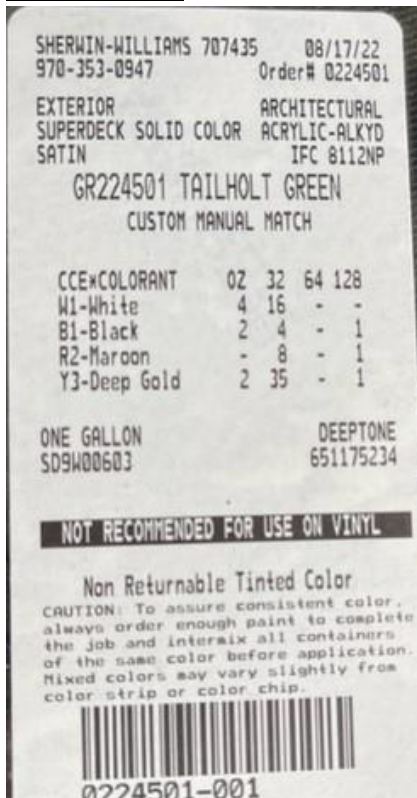 SHERWIN-WILLIAMS 707435 08/17/22
970-353-0947 Order# 0224501
EXTERIOR ARCHITECTURAL
SUPERDECK SOLID COLOR ACRYLIC-ALKYD
SATIN IFC 8112NP
GR224501 TAILHOLT GREEN
CUSTOM MANUAL MATCH
CCE*COLORANT OZ 32 64 128
W1-White 4 16 - -
B1-Black 2 4 - 1
R2-Maroon - 8 - 1
Y3-Deep Gold 2 35 - 1
ONE GALLON DEEPTONE
SD9W00603 651175234
NOT RECOMMENDED FOR USE ON VINYL
Non Returnable Tinted Color
CAUTION: To assure consistent color,
always order enough paint to complete
the job and intermix all containers
of the same color before application.
Mixed colors may vary slightly from
color strip or color chip.
0224501-001